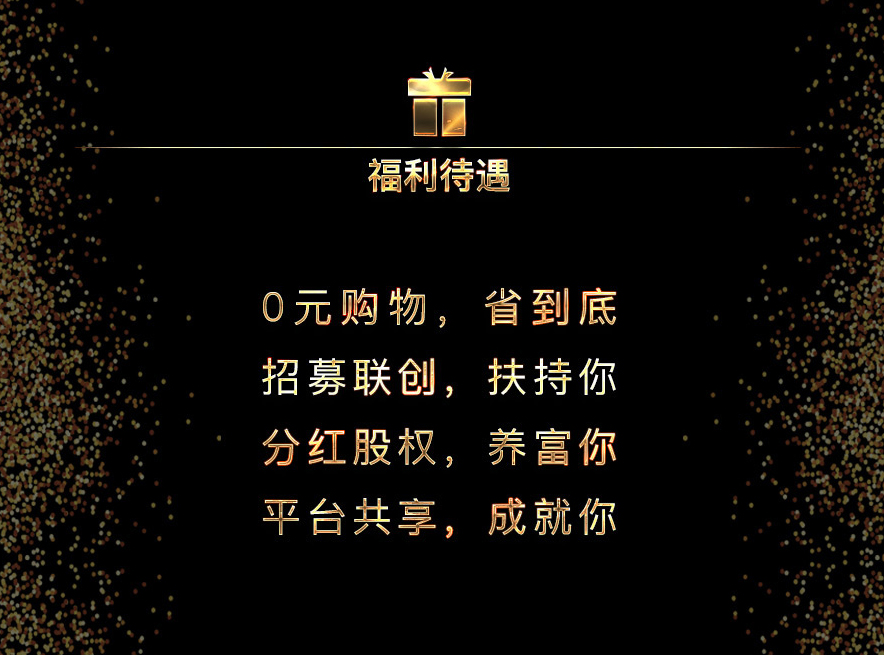 福利待遇
0元购物，省到底
招募联创，扶持你
分红股权，养富你
平台共享，成就你